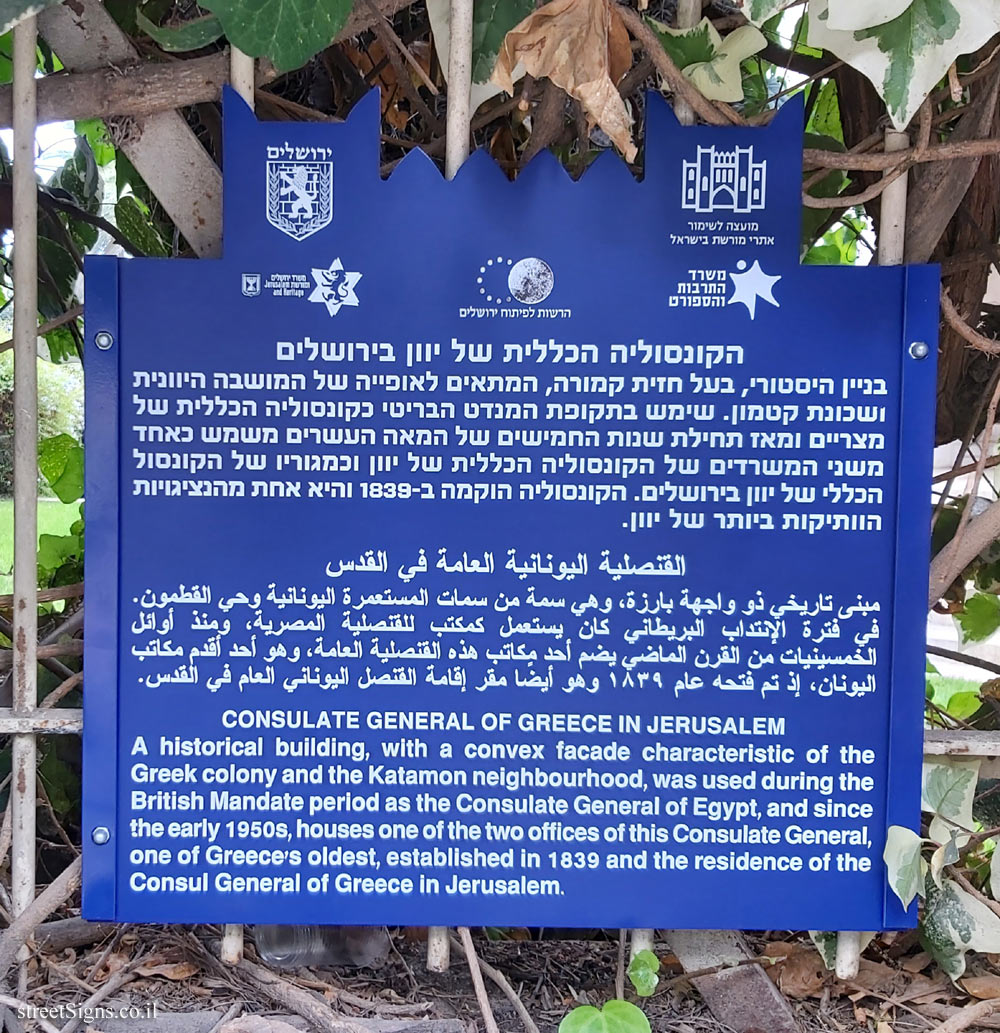 ירושלים
מועצה לשימור
אתרי מורשת בישראל
משרד ירושלים
ומורשת
Jerusalem
and Heritage
הרשות לפיתוח ירושלים
משרד
התרבות
והספורט
הקונסוליה הכללית של יוון בירושלים
בניין היסטורי, בעל חזית קמורה, המתאים לאופייה של המושבה היוונית
ושכונת קטמון. שימש בתקופת המנדט הבריטי כקונסוליה הכללית של
מצריים ומאז תחילת שנות החמישים של המאה העשרים משמש כאחד
משני המשרדים של הקונסוליה הכללית של יוון וכמגוריו של הקונסול
הכללי של יוון בירושלים. הקונסוליה הוקמה ב-1839 והיא אחת מהנציגויות
הוותיקות ביותר של יוון.
القنصلية اليونانية العامة في القدس
مبنى تاريخي ذو واجهة بارزة، وهي سمة من سمات المستعمرة اليونانية وحي القطمون.
في فترة الإنتداب البريطاني كان يستعمل كمكتب للقنصلية المصرية، ومنذ أوائل
الخمسينيات من القرن الماضي يضم أحد مكاتب هذه القنصلية العامة، وهو أحد أقدم مكاتب
اليونان، إذ تم فتحه عام ١٨٣٩ وهو أيضًا مقر إقامة القنصل اليوناني العام في القدس.
CONSULATE GENERAL OF GREECE IN JERUSALEM
A historical building, with a convex facade characteristic of the
Greek colony and the Katamon neighbourhood, was used during the
British Mandate period as the Consulate General of Egypt, and since
the early 1950s, houses one of the two offices of this Consulate General,
one of Greece's oldest, established in 1839 and the residence of the
Consul General of Greece in Jerusalem.
streetSigns.co.il